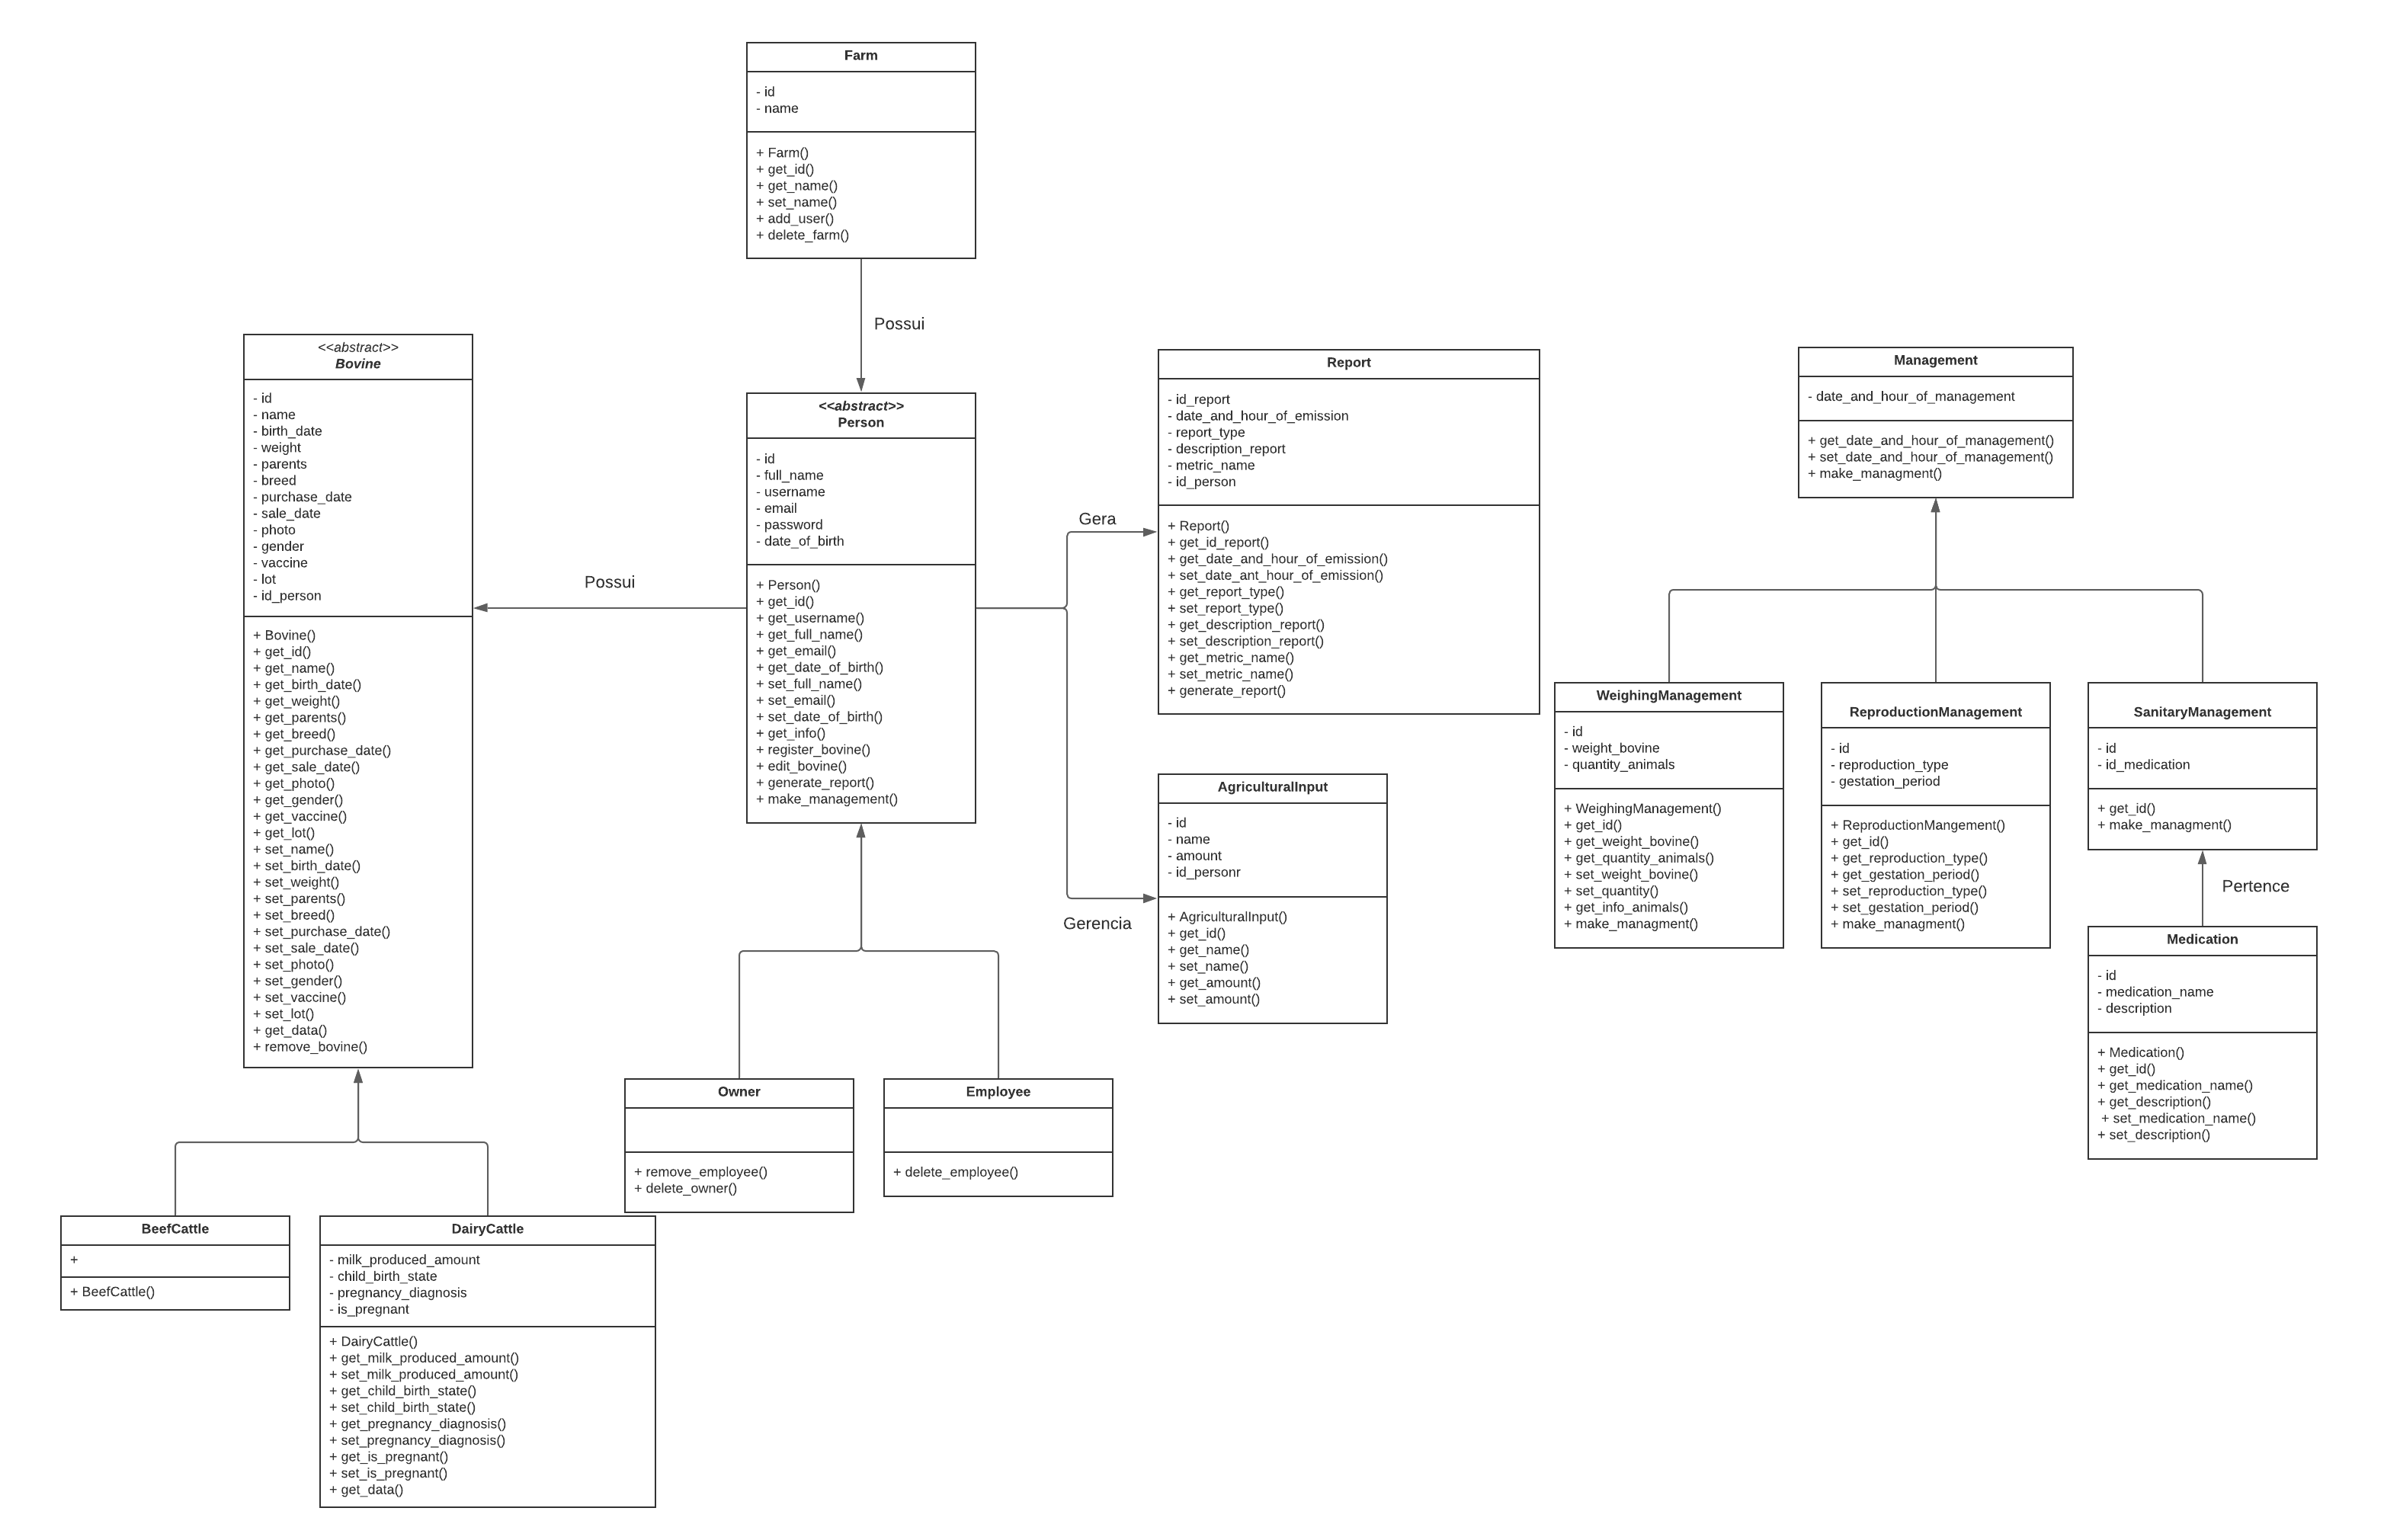 Farm
- id
- name
+ Farm()
+ get_id()
+ get_name()
+ set_name()
+ add_user()
+ delete_farm()
Possui
<<abstract>>
Bovine
- id
- name
- birth_date
- weight
- parents
- breed
- purchase_date
- sale_date
- photo
- gender
- vaccine
- lot
- id_person
+ Bovine()
+ get_id()
+ get_name()
+ get_birth_date()
+ get_weight()
+ get_parents()
+ get_breed()
+ get_purchase_date()
+ get_sale_date()
+ get_photo()
+ get_gender()
+ get_vaccine()
+ get_lot()
+ set_name()
+ set_birth_date()
+ set_weight()
+ set_parents()
+ set_breed()
+ set_purchase_date()
+ set_sale_date()
+ set_photo()
+ set_gender()
+ set_vaccine()
+ set_lot()
+ get_data()
+ remove_bovine()
Possui
<<abstract>>
Person
- id
- full_name
- username
- email
- password
- date_of_birth
+ Person()
+ get_id()
+ get_username()
+ get_full_name()
+ get_email()
+ get_date_of_birth()
+ set_full_name()
+ set_email()
+ set_date_of_birth()
+ get_info()
+ register_bovine()
+ edit_bovine()
+ generate_report()
+ make_management()
Gera
Report
- id_report
- date_and_hour_of_emission
- report_type
- description_report
- metric_name
- id_person
+ Report()
+ get_id_report()
+ get_date_and_hour_of_emission()
+ set_date_ant_hour_of_emission()
+ get_report_type()
+ set_report_type()
+ get_description_report()
+ set_description_report()
+ get_metric_name()
+ set_metric_name()
+ generate_report()
Gerencia
AgriculturalInput
- id
- name
- amount
- id_personr
+ AgriculturalInput()
+ get_id()
+ get_name()
+ set_name()
+ get_amount()
+ set_amount()
Management
- date_and_hour_of_management
+ get_date_and_hour_of_management()
+ set_date_and_hour_of_management()
+ make_managment()
WeighingManagement
- id
- weight_bovine
- quantity_animals
+ WeighingManagement()
+ get_id()
+ get_weight_bovine()
+ get_quantity_animals()
+ set_weight_bovine()
+ set_quantity()
+ get_info_animals()
+ make_managment()
ReproductionManagement
- id
- reproduction_type
- gestation_period
+ ReproductionMangement()
+ get_id()
+ get_reproduction_type()
+ get_gestation_period()
+ set_reproduction_type()
+ set_gestation_period()
+ make_managment()
SanitaryManagement
- id
- id_medication
+ get_id()
+ make_managment()
Pertence
Medication
- id
- medication_name
- description
+ Medication()
+ get_id()
+ get_medication_name()
+ get_description()
+ set_medication_name()
+ set_description()
Owner
+ remove_employee()
+ delete_owner()
Employee
+ delete_employee()
BeefCattle
+
+ BeefCattle()
DairyCattle
- milk_produced_amount
- child_birth_state
- pregnancy_diagnosis
- is_pregnant
+ DairyCattle()
+ get_milk_produced_amount()
+ set_milk_produced_amount()
+ get_child_birth_state()
+ set_child_birth_state()
+ get_pregnancy_diagnosis()
+ set_pregnancy_diagnosis()
+ get_is_pregnant()
+ set_is_pregnant()
+ get_data()